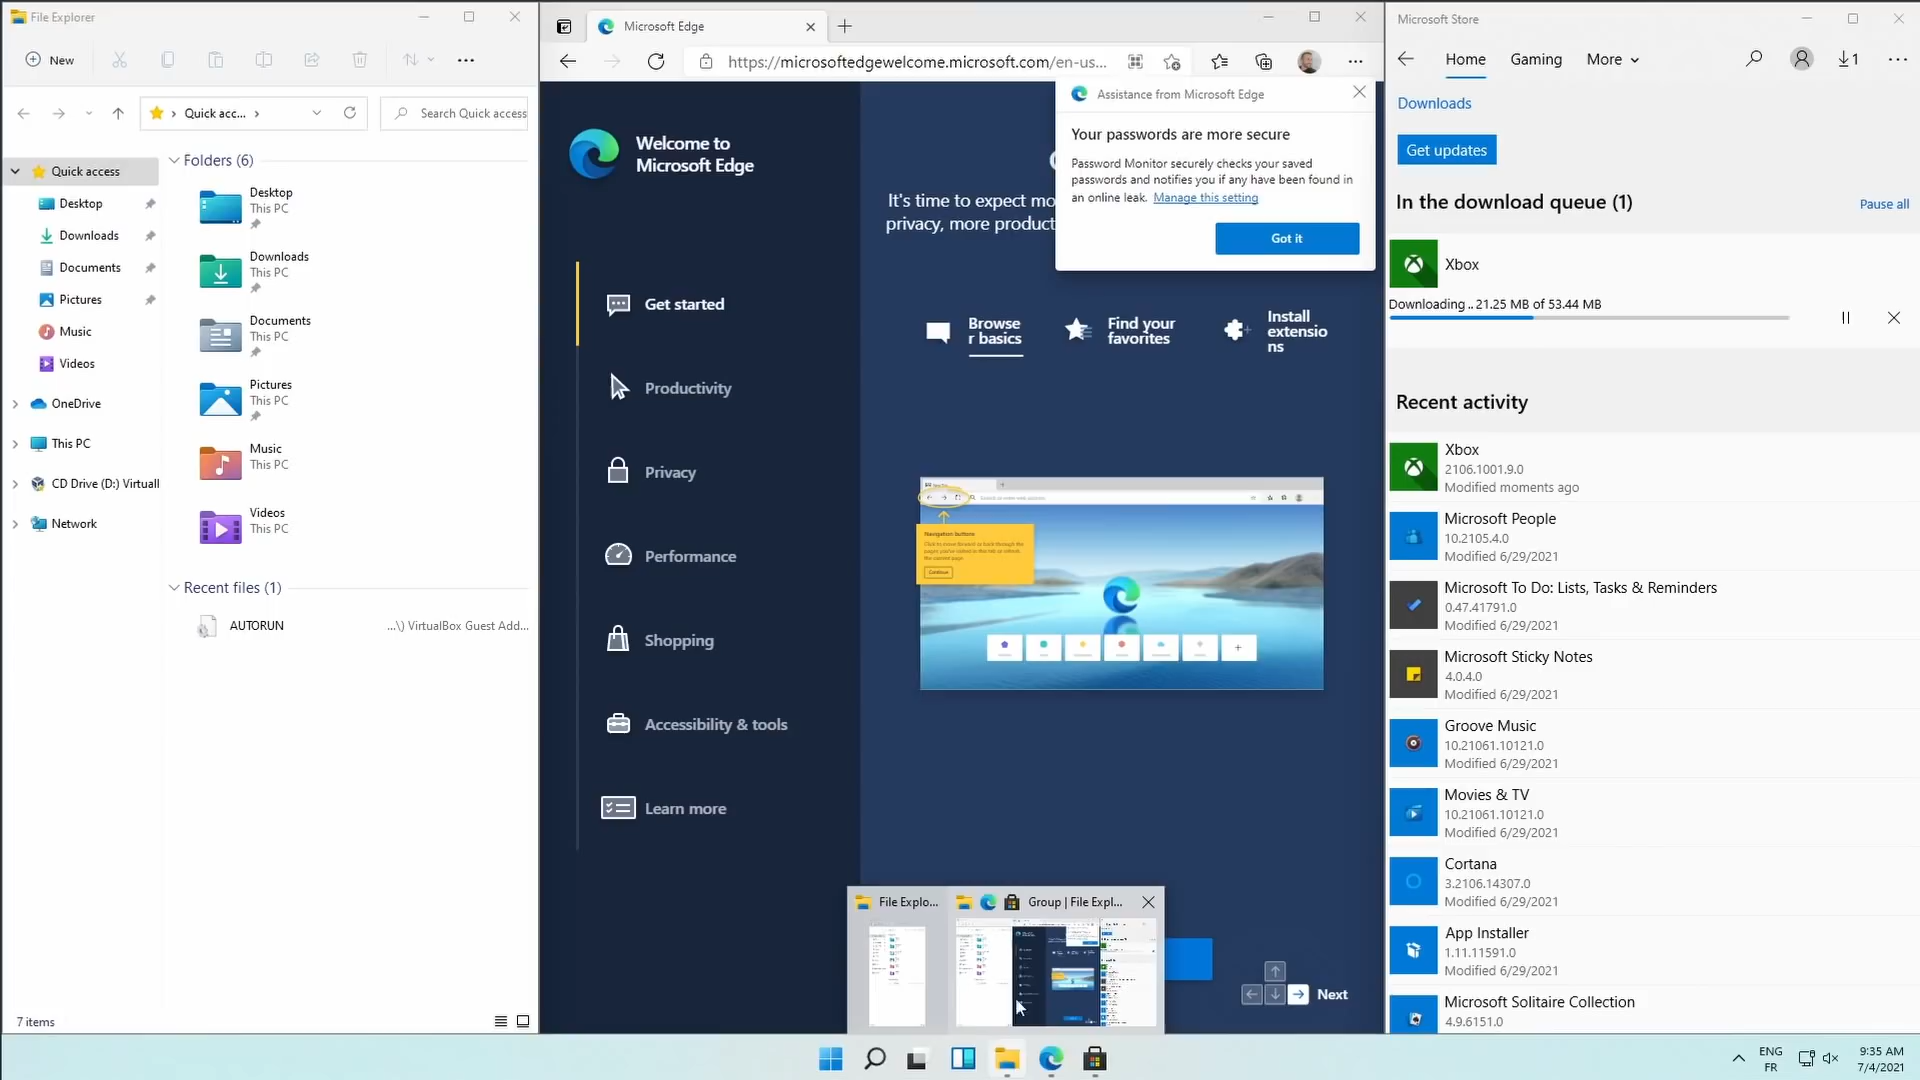 File Explorer
New
Quick acc...
Search Quick access
Quick access
Desktop
Downloads
Documents
Pictures
Music
Videos
OneDrive
This PC
CD Drive (D:) Virtuall
Network
Folders (6)
Desktop
This PC
Downloads
This PC
Documents
This PC
Pictures
This PC
Music
This PC
Videos
This PC
Recent files (1)
AUTORUN ...\) VirtualBox Guest Add...
7 items
Microsoft Edge
https://microsoftedgewelcome.microsoft.com/en-us...
Welcome to
Microsoft Edge
Get started
Productivity
Privacy
Performance
Shopping
Accessibility & tools
Learn more
It's time to expect mo
privacy, more product
Assistance from Microsoft Edge
Your passwords are more secure
Password Monitor securely checks your saved
passwords and notifies you if any have been found in
an online leak. Manage this setting
Got it
Browse
r basics
Find your
favorites
Install
extensio
ns
Navigation buttons
Continue
Next
File Explo...
Group | File Expl...
Microsoft Store
Home
Gaming
More
1
Downloads
Get updates
In the download queue (1)
Pause all
Xbox
Downloading .. 21.25 MB of 53.44 MB
Recent activity
Xbox
2106.1001.9.0
Modified moments ago
Microsoft People
10.2105.4.0
Modified 6/29/2021
Microsoft To Do: Lists, Tasks & Reminders
0.47.41791.0
Modified 6/29/2021
Microsoft Sticky Notes
4.0.4.0
Modified 6/29/2021
Groove Music
10.21061.10121.0
Modified 6/29/2021
Movies & TV
10.21061.10121.0
Modified 6/29/2021
Cortana
3.2106.14307.0
Modified 6/29/2021
App Installer
1.11.11591.0
Modified 6/29/2021
Microsoft Solitaire Collection
4.9.6151.0
ENG
FR
9:35 AM
7/4/2021